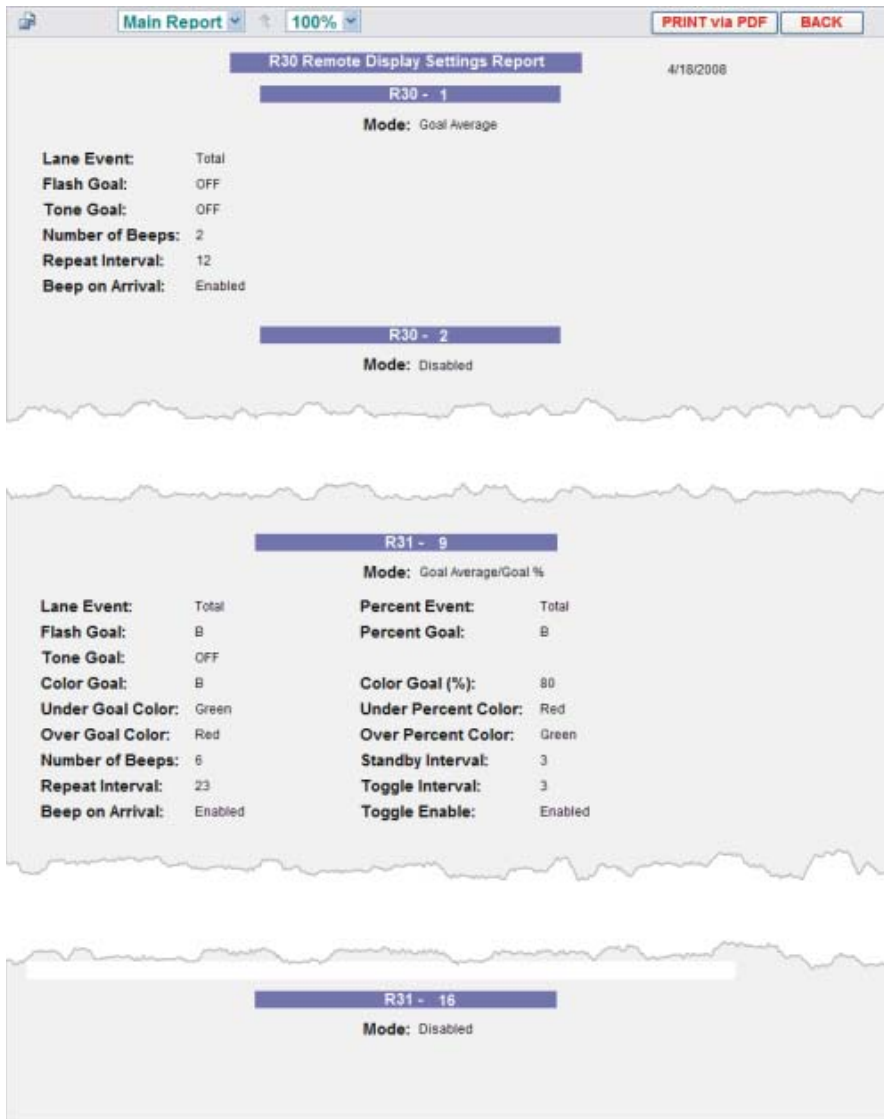 Main Report 100% PRINT via PDF BACK
R30 Remote Display Settings Report
4/18/2008
R30 - 1
Mode: Goal Average
Lane Event: Total
Flash Goal: OFF
Tone Goal: OFF
Number of Beeps: 2
Repeat Interval: 12
Beep on Arrival: Enabled
R30 - 2
Mode: Disabled
R31 - 9
Mode: Goal Average/Goal %
Lane Event: Total Percent Event: Total
Flash Goal: B Percent Goal: B
Tone Goal: OFF
Color Goal: B Color Goal (%): 80
Under Goal Color: Green Under Percent Color: Red
Over Goal Color: Red Over Percent Color: Green
Number of Beeps: 6 Standby Interval: 3
Repeat Interval: 23 Toggle Interval: 3
Beep on Arrival: Enabled Toggle Enable: Enabled
R31 - 16
Mode: Disabled